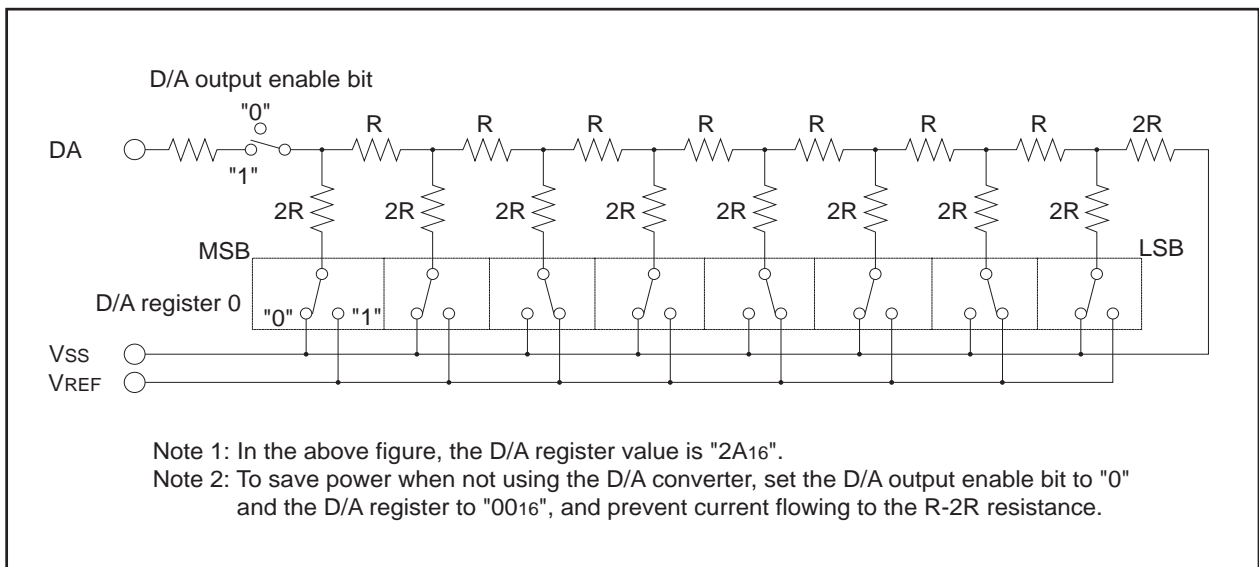 D/A output enable bit
"0"
R R R R R R R 2R
DA
"1"
2R 2R 2R 2R 2R 2R 2R 2R
MSB LSB
D/A register 0
"0" "1"
VSS
VREF
Note 1: In the above figure, the D/A register value is "2A16".
Note 2: To save power when not using the D/A converter, set the D/A output enable bit to "0"
and the D/A register to "0016", and prevent current flowing to the R-2R resistance.